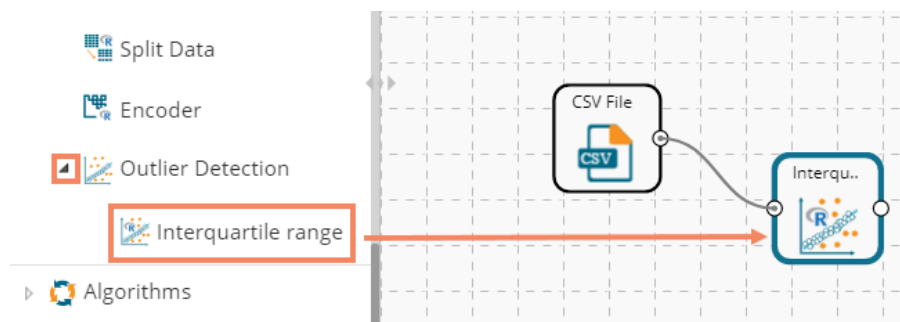 Split Data
Encoder
Outlier Detection
Interquartile range
Algorithms
CSV File
CSV
Interqu..
R